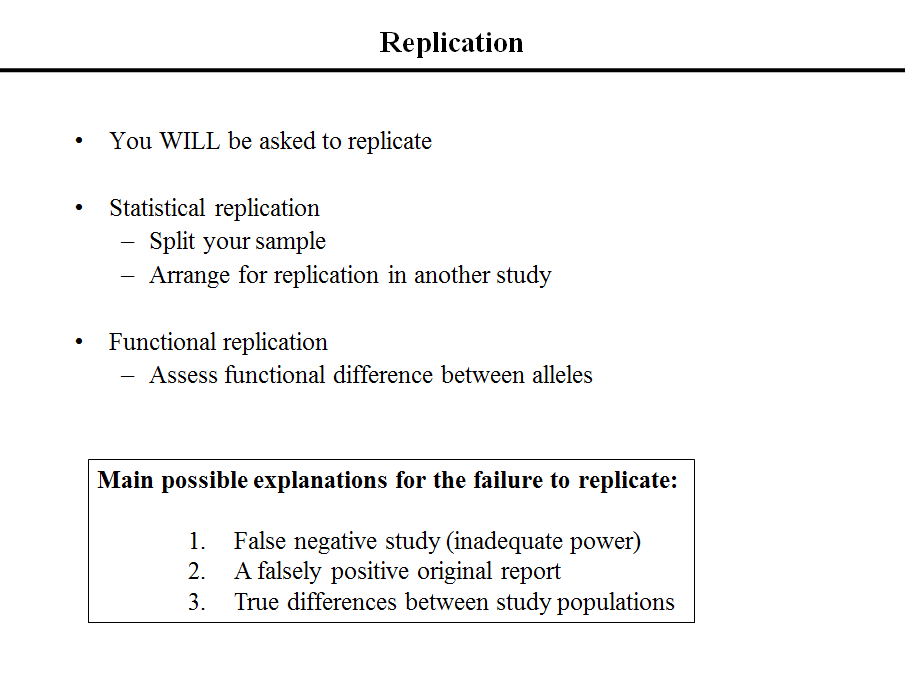 Replication
• You WILL be asked to replicate
• Statistical replication
– Split your sample
– Arrange for replication in another study
• Functional replication
– Assess functional difference between alleles
Main possible explanations for the failure to replicate:
1. False negative study (inadequate power)
2. A falsely positive original report
3. True differences between study populations